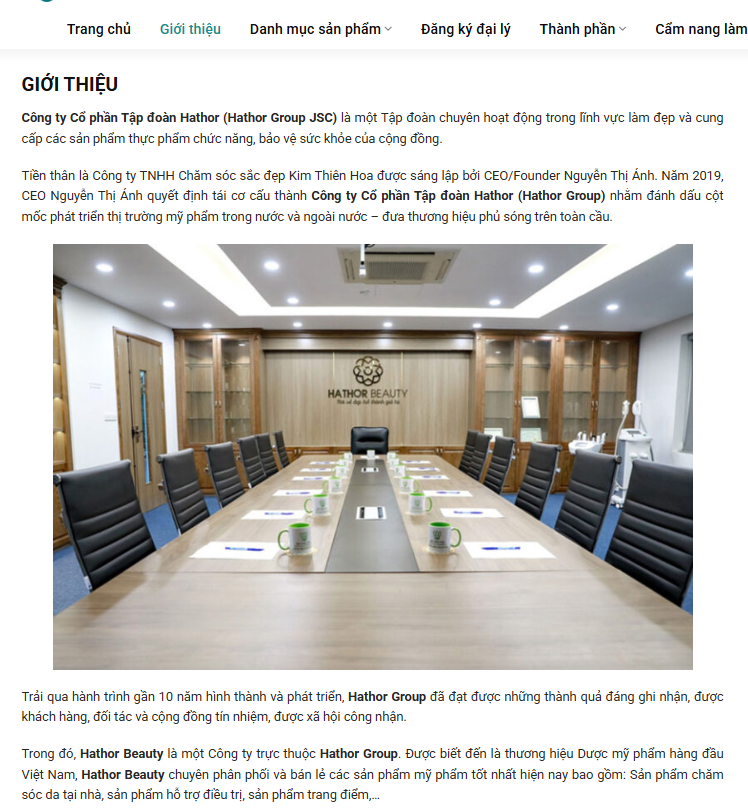 Trang chủ Giới thiệu Danh mục sản phẩm Đăng ký đại lý Thành phần Cẩm nang làm
GIỚI THIỆU
Công ty Cổ phần Tập đoàn Hathor (Hathor Group JSC) là một Tập đoàn chuyên hoạt động trong lĩnh vực làm đẹp và cung
cấp các sản phẩm thực phẩm chức năng, bảo vệ sức khỏe của cộng đồng.
Tiền thân là Công ty TNHH Chăm sóc sắc đẹp Kim Thiên Hoa được sáng lập bởi CEO/Founder Nguyễn Thị Ánh. Năm 2019,
CEO Nguyễn Thị Ánh quyết định tái cơ cấu thành Công ty Cổ phần Tập đoàn Hathor (Hathor Group) nhằm đánh dấu cột
mốc phát triển thị trường mỹ phẩm trong nước và ngoài nước – đưa thương hiệu phủ sóng trên toàn cầu.
HATHOR BEAUTY
Trải qua hành trình gần 10 năm hình thành và phát triển, Hathor Group đã đạt được những thành quả đáng ghi nhận, được
khách hàng, đối tác và cộng đồng tín nhiệm, được xã hội công nhận.
Trong đó, Hathor Beauty là một Công ty trực thuộc Hathor Group. Được biết đến là thương hiệu Dược mỹ phẩm hàng đầu
Việt Nam, Hathor Beauty chuyên phân phối và bán lẻ các sản phẩm mỹ phẩm tốt nhất hiện nay bao gồm: Sản phẩm chăm
sóc da tại nhà, sản phẩm hỗ trợ điều trị, sản phẩm trang điểm,…